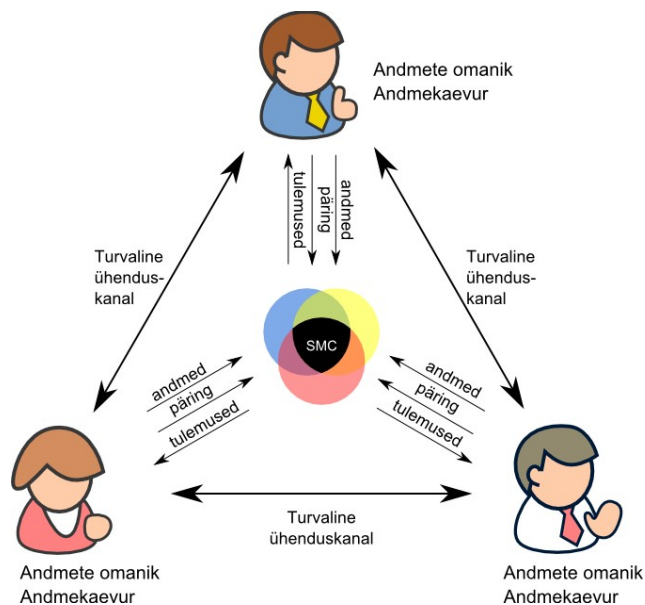 Andmete omanik
Andmekaevur
tulemused
päring
andmed
Turvaline
ühendus-
kanal
Turvaline
ühendus-
kanal
SMC
andmed
päring
tulemused
andmed
päring
tulemused
Turvaline
ühenduskanal
Andmete omanik
Andmekaevur
Andmete omanik
Andmekaevur